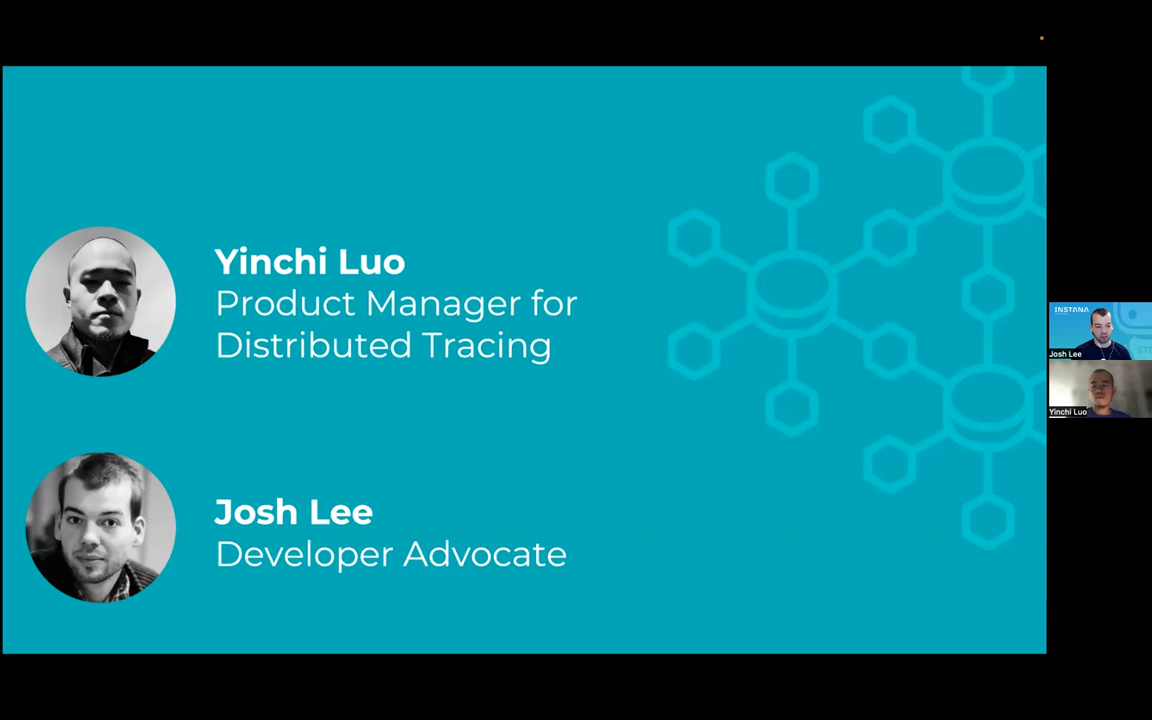 Yinchi Luo
Product Manager for
Distributed Tracing
Josh Lee
Developer Advocate
INSTANA
Josh Lee
Yinchi Luo